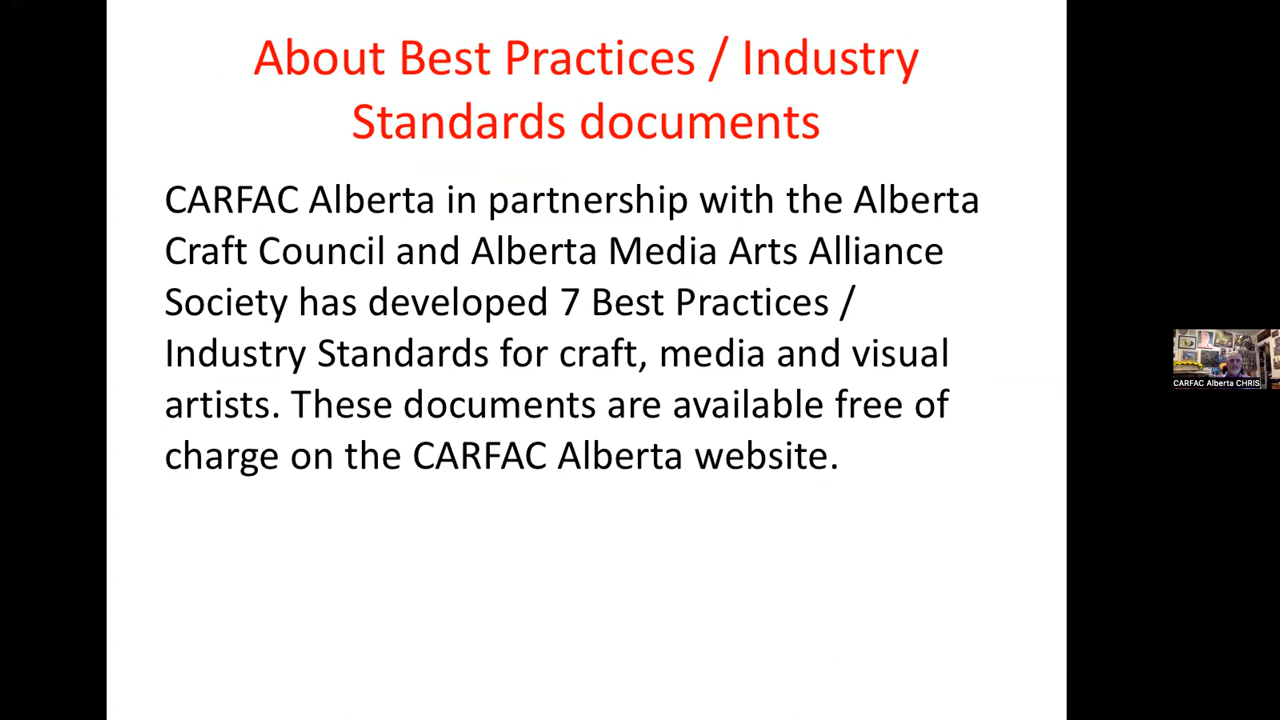 About Best Practices / Industry
Standards documents
CARFAC Alberta in partnership with the Alberta
Craft Council and Alberta Media Arts Alliance
Society has developed 7 Best Practices /
Industry Standards for craft, media and visual
artists. These documents are available free of
charge on the CARFAC Alberta website.
CARFAC Alberta CHRIS